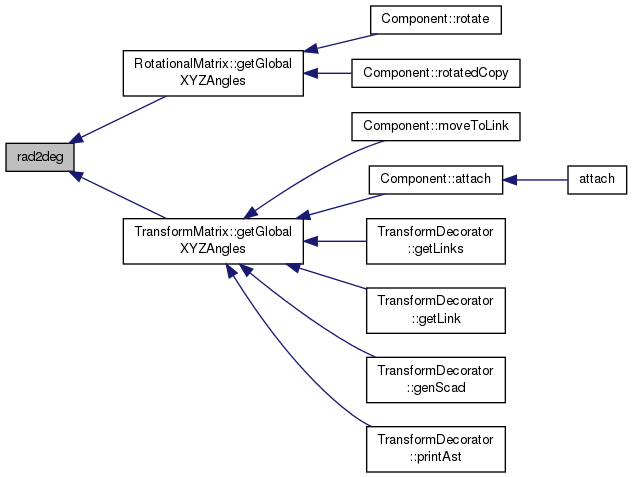 Component::rotate
RotationalMatrix::getGlobal
XYZAngles
Component::rotatedCopy
Component::moveToLink
rad2deg
Component::attach
attach
TransformMatrix::getGlobal
XYZAngles
TransformDecorator
::getLinks
TransformDecorator
::getLink
TransformDecorator
::genScad
TransformDecorator
::printAst